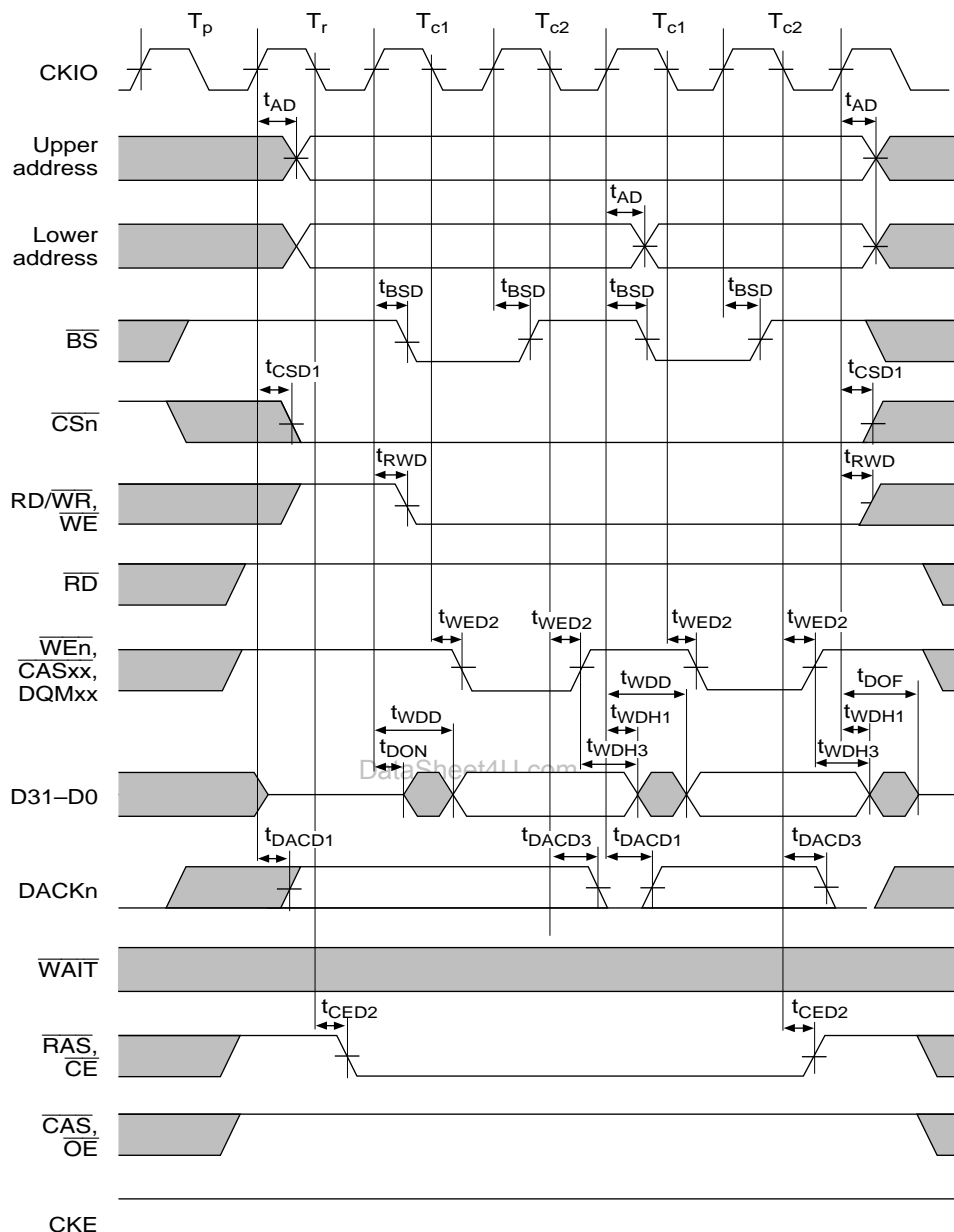 Tp Tr Tc1 Tc2 Tc1 Tc2
CKIO
tAD tAD
Upper
address
tAD
Lower
address
tBSD tBSD tBSD tBSD
BS
tCSD1 tCSD1
CSn
tRWD tRWD
RD/WR,
WE
RD
tWED2 tWED2 tWED2 tWED2
WEn,
CASxx,
DQMxx
tWDD tDOF
tWDD tWDH1 tWDH1
tDON tWDH3 tWDH3
DataSheet4U.com
D31–D0
tDACD1 tDACD3 tDACD1 tDACD3
DACKn
WAIT
tCED2 tCED2
RAS,
CE
CAS,
OE
CKE